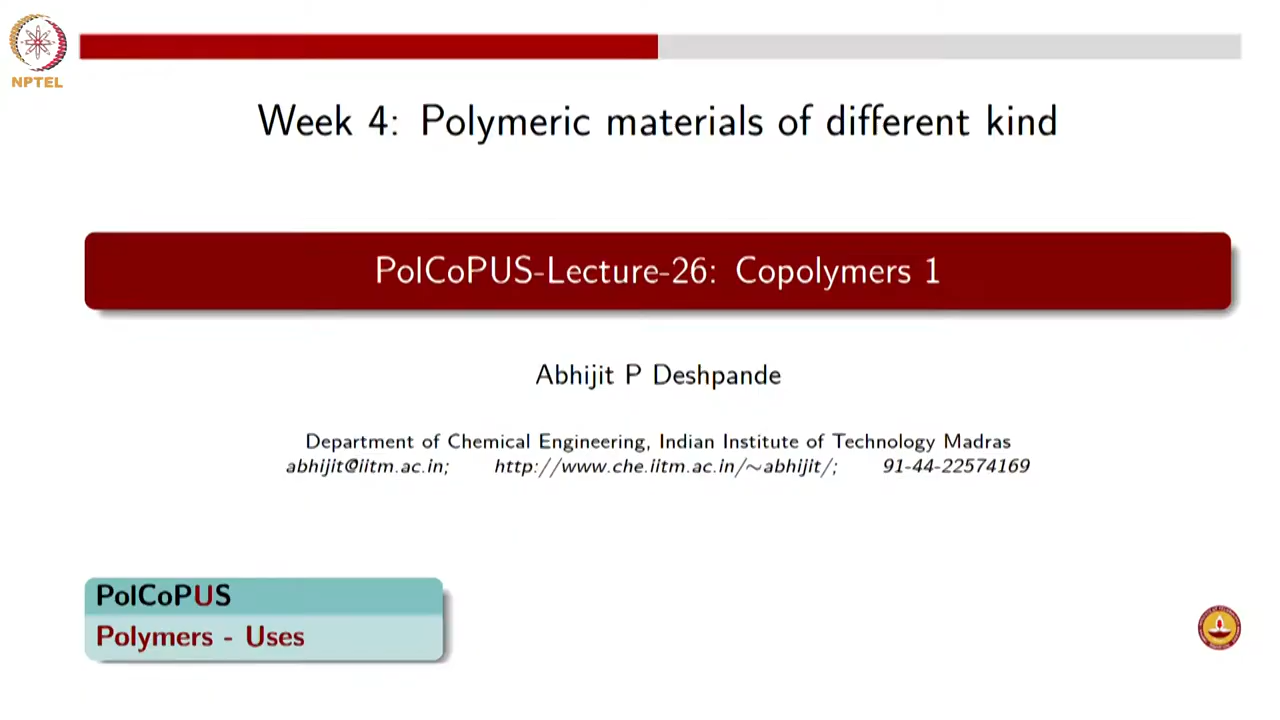 NPTEL
Week 4: Polymeric materials of different kind
PolCoPUS-Lecture-26: Copolymers 1
Abhijit P Deshpande
Department of Chemical Engineering, Indian Institute of Technology Madras
abhijit@iitm.ac.in; http://www.che.iitm.ac.in/~abhijit/; 91-44-22574169
PolCoPUS
Polymers - Uses